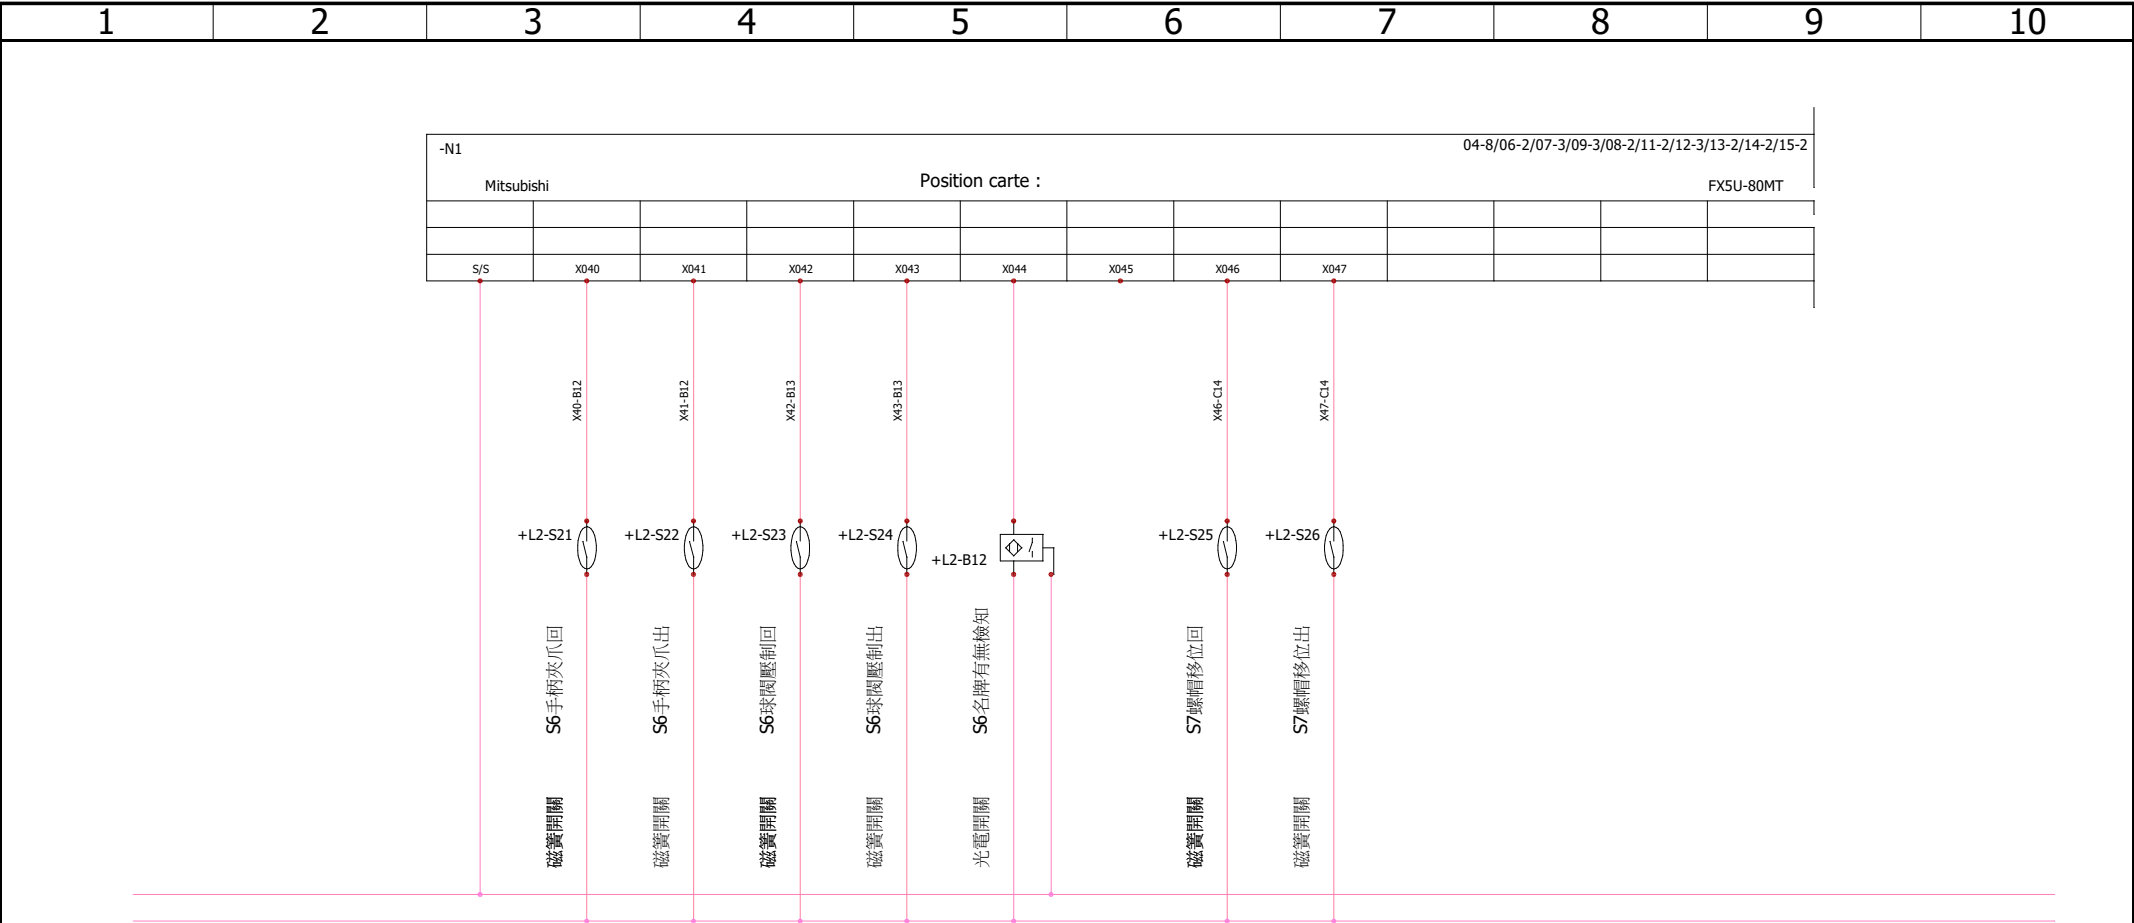 1 2 3 4 5 6 7 8 9 10
-N1 04-8/06-2/07-3/09-3/08-2/11-2/12-3/13-2/14-2/15-2
Mitsubishi Position carte : FX5U-80MT
S/S X040 X041 X042 X043 X044 X045 X046 X047
X40-B12
X41-B12
X42-B13
X43-B13
X46-C14
X47-C14
+L2-S21
+L2-S22
+L2-S23
+L2-S24
+L2-B12
+L2-S25
+L2-S26
S6手柄夾爪回
S6手柄夾爪出
S6球閥壓制回
S6球閥壓制出
S6名牌有無檢知
S7螺帽移位回
S7螺帽移位出
磁簧開關
磁簧開關
磁簧開關
磁簧開關
光電開關
磁簧開關
磁簧開關